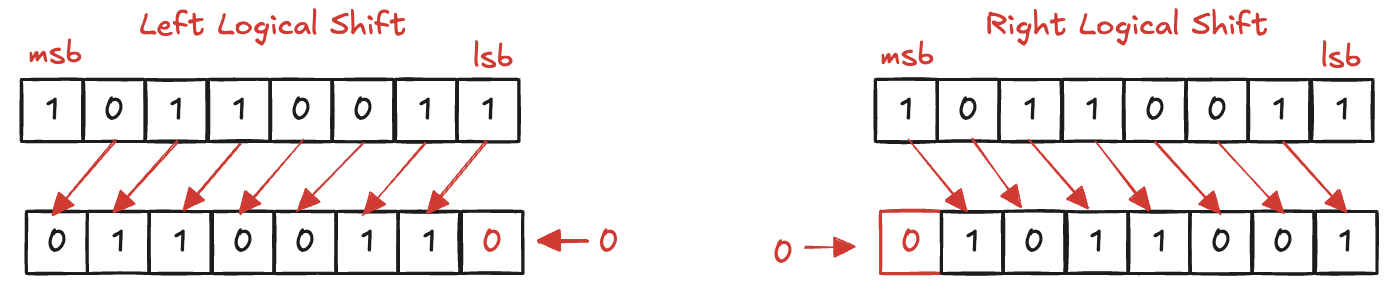 Left Logical Shift
msb lsb
1 0 1 1 0 0 1 1
0 1 1 0 0 1 1 0 0
Right Logical Shift
msb lsb
1 0 1 1 0 0 1 1
0 0 1 0 1 1 0 0 1